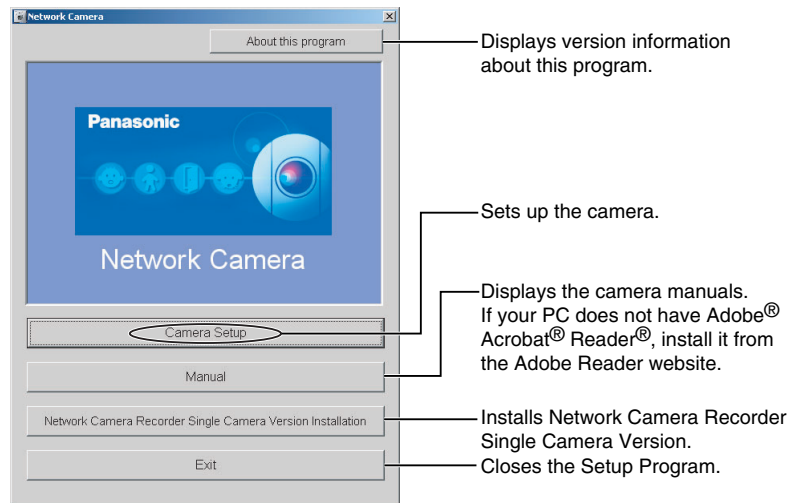 Network Camera
About this program
Displays version information
about this program.
Panasonic
Network Camera
Sets up the camera.
Camera Setup
Displays the camera manuals.
If your PC does not have Adobe®
Acrobat® Reader®, install it from
the Adobe Reader website.
Manual
Network Camera Recorder Single Camera Version Installation
Installs Network Camera Recorder
Single Camera Version.
Exit
Closes the Setup Program.